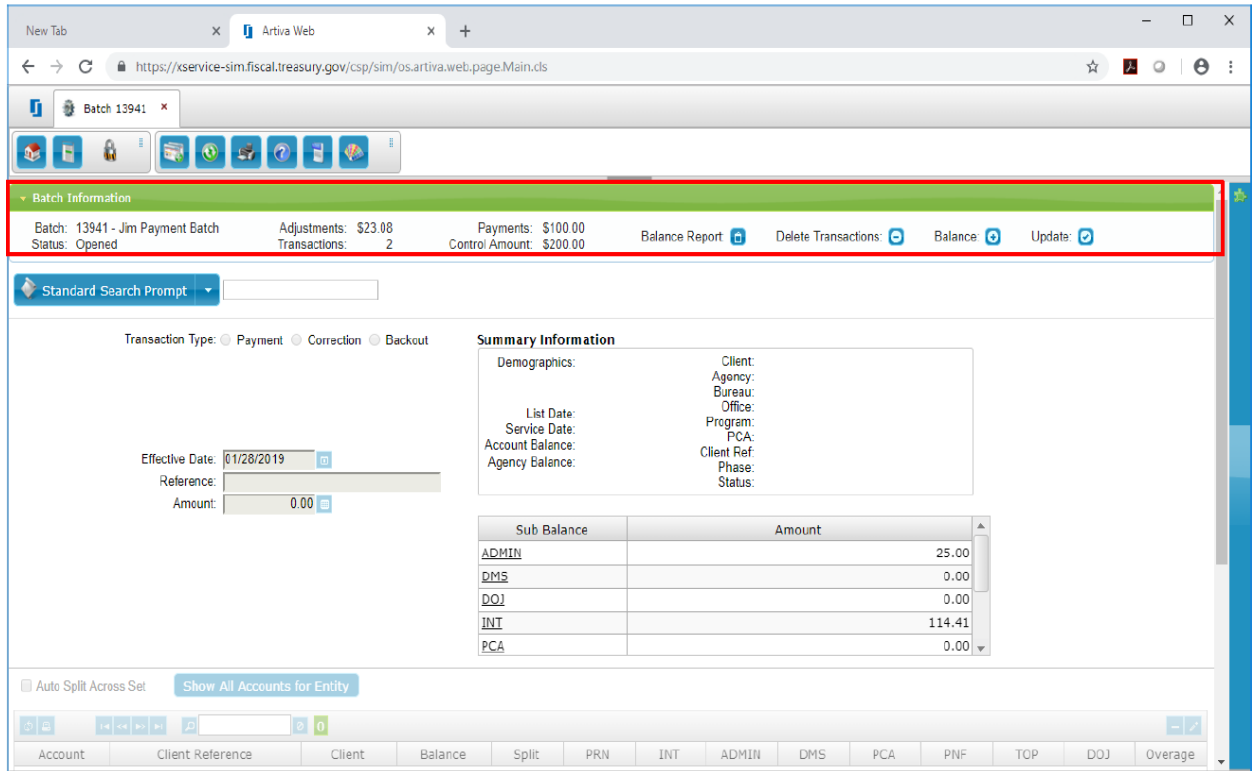 New Tab
Artiva Web
https://xservice-sim.fiscal.treasury.gov/csp/sim/os.artiva.web.page.Main.cls
Batch 13941
Batch Information
Batch: 13941 - Jim Payment Batch Adjustments: $23.08 Payments: $100.00 Balance Report Delete Transactions: Balance: Update:
Status: Opened Transactions: 2 Control Amount: $200.00
Standard Search Prompt
Transaction Type: Payment Correction Backout Summary Information
Demographics: Client:
Agency:
Bureau:
List Date: Office:
Service Date: Program:
Account Balance: PCA:
Agency Balance: Client Ref:
Phase:
Status:
Effective Date: 01/28/2019
Reference:
Amount: 0.00
Sub Balance Amount
ADMIN 25.00
DMS 0.00
DOJ 0.00
INT 114.41
PCA 0.00
Auto Split Across Set Show All Accounts for Entity
0
Account Client Reference Client Balance Split PRN INT ADMIN DMS PCA PNF TOP DOJ Overage